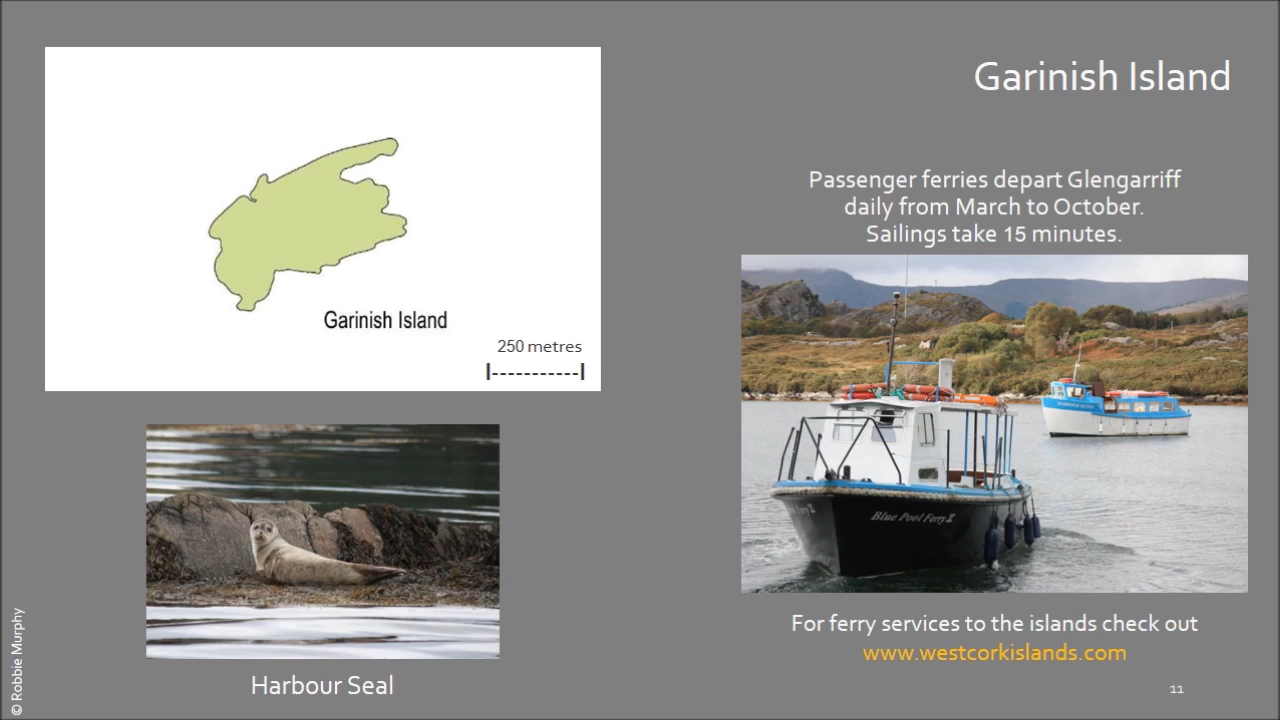 Garinish Island
Passenger ferries depart Glengarriff
daily from March to October.
Sailings take 15 minutes.
Garinish Island
250 metres
|-----------|
Blue Pool Ferry II
For ferry services to the islands check out
www.westcorkislands.com
Harbour Seal
© Robbie Murphy
11